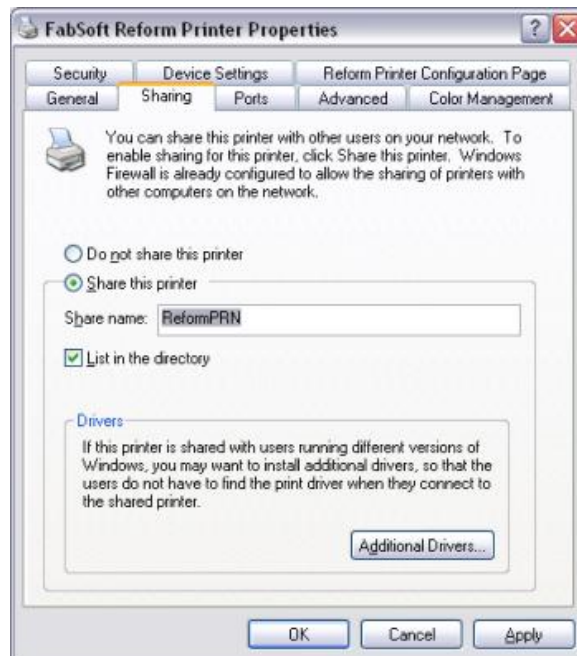 FabSoft Reform Printer Properties
Security Device Settings Reform Printer Configuration Page
General Sharing Ports Advanced Color Management
You can share this printer with other users on your network. To
enable sharing for this printer, click Share this printer. Windows
Firewall is already configured to allow the sharing of printers with
other computers on the network.
Do not share this printer
Share this printer
Share name: ReformPRN
List in the directory
Drivers
If this printer is shared with users running different versions of
Windows, you may want to install additional drivers, so that the
users do not have to find the print driver when they connect to
the shared printer.
Additional Drivers...
OK Cancel Apply